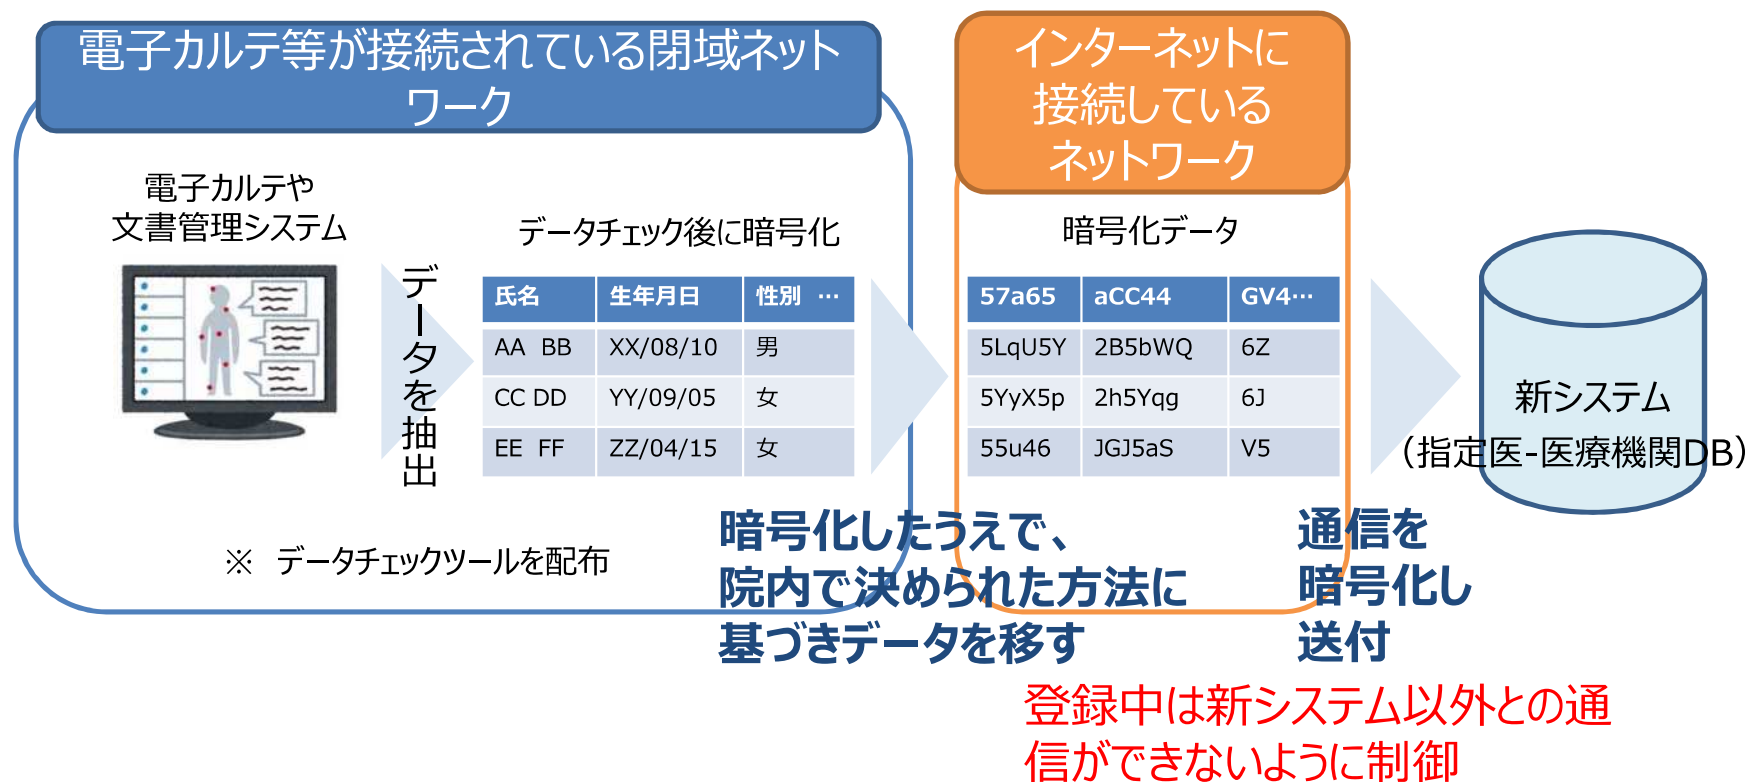 電子カルテ等が接続されている閉域ネット
ワーク
インターネットに
接続している
ネットワーク
電子カルテや
文書管理システム
データを抽出
データチェック後に暗号化
氏名 生年月日 性別 …
AA BB XX/08/10 男
CC DD YY/09/05 女
EE FF ZZ/04/15 女
※ データチェックツールを配布
暗号化データ
57a65 aCC44 GV4…
5LqU5Y 2B5bWQ 6Z
5YyX5p 2h5Yqg 6J
55u46 JGJ5aS V5
新システム
（指定医-医療機関DB）
暗号化したうえで、
院内で決められた方法に
基づきデータを移す
通信を
暗号化し
送付
登録中は新システム以外との通
信ができないように制御